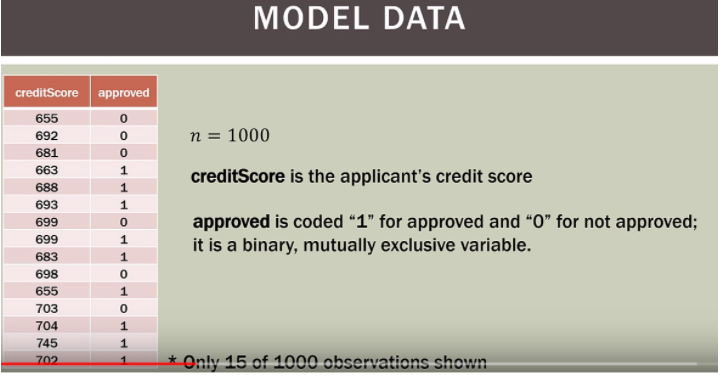 MODEL DATA
creditScore approved
655 0
692 0
681 0
663 1
688 1
693 1
699 0
699 1
683 1
698 0
655 1
703 0
704 1
745 1
702 1
n = 1000
creditScore is the applicant's credit score
approved is coded “1” for approved and “0” for not approved;
it is a binary, mutually exclusive variable.
* Only 15 of 1000 observations shown